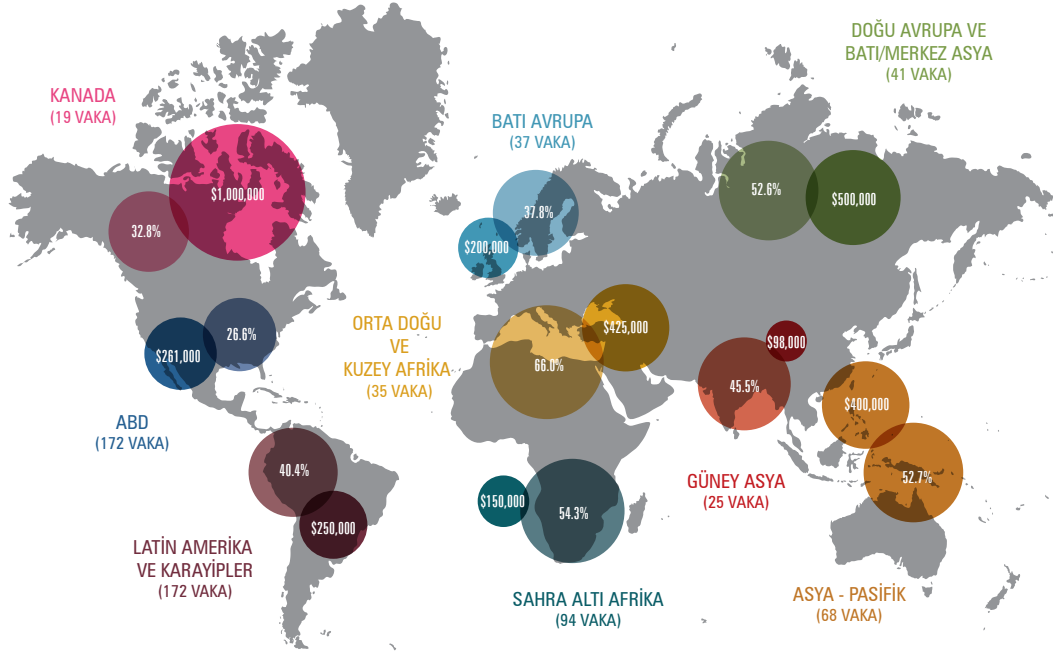 KANADA
(19 VAKA)
$1,000,000
32.8%
BATI AVRUPA
(37 VAKA)
37.8%
$200,000
DOĞU AVRUPA VE
BATI/MERKEZ ASYA
(41 VAKA)
52.6%
$500,000
26.6%
$261,000
ABD
(172 VAKA)
ORTA DOĞU
VE
KUZEY AFRİKA
(35 VAKA)
$425,000
66.0%
$98,000
45.5%
GÜNEY ASYA
(25 VAKA)
$400,000
52.7%
ASYA - PASİFİK
(68 VAKA)
40.4%
$250,000
LATİN AMERİKA
VE KARAYİPLER
(172 VAKA)
$150,000
54.3%
SAHRA ALTI AFRİKA
(94 VAKA)